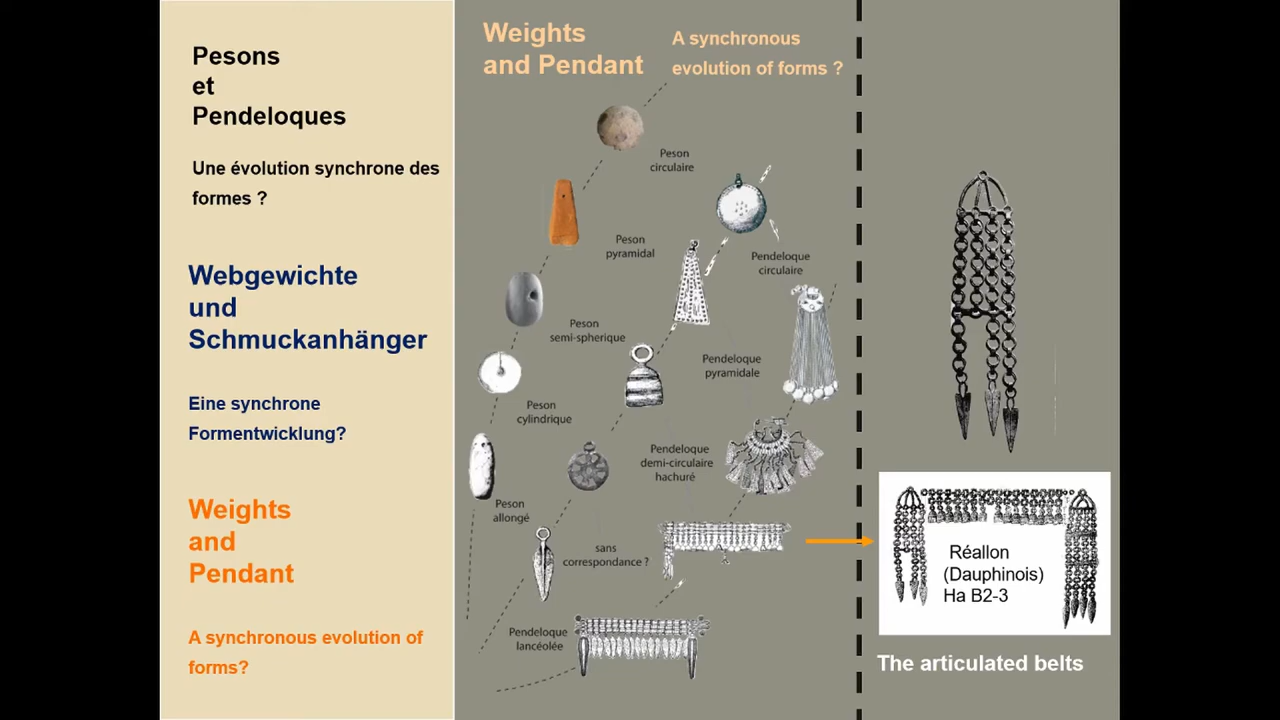 Pesons
et
Pendeloques
Une évolution synchrone des
formes ?
Webgewichte
und
Schmuckanhänger
Eine synchrone
Formentwicklung?
Weights
and
Pendant
A synchronous evolution of
forms?
Weights
and Pendant
A synchronous
evolution of forms ?
Peson
circulaire
Peson
pyramidal
Pendeloque
circulaire
Peson
semi-spherique
Pendeloque
pyramidale
Peson
cylindrique
Pendeloque
demi-circulaire
hachuré
Peson
allongé
sans
correspondance ?
Pendeloque
lancéolée
Réallon
(Dauphinois)
Ha B2-3
The articulated belts